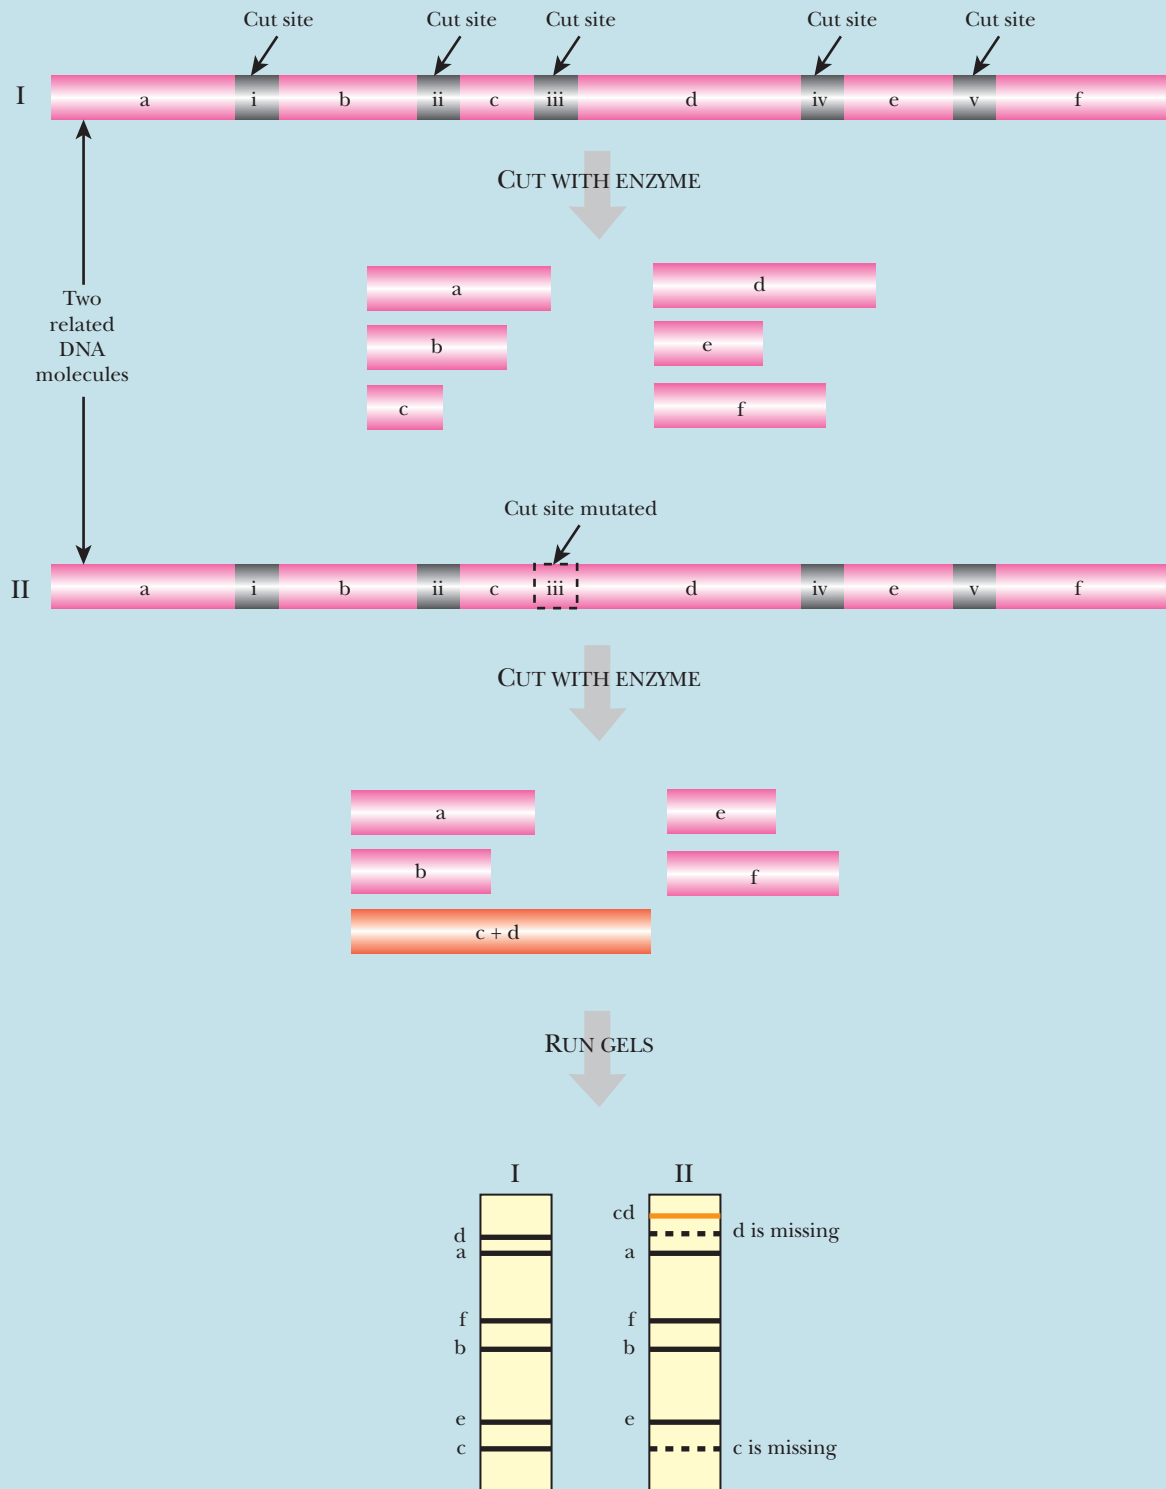 Cut site Cut site Cut site Cut site Cut site
I a i b ii c iii d iv e v f
CUT WITH ENZYME
a d
b e
c f
Two
related
DNA
molecules
Cut site mutated
II a i b ii c iii d iv e v f
CUT WITH ENZYME
a e
b f
c + d
RUN GELS
I II
cd
d d is missing
a a
f f
b b
e e
c c is missing